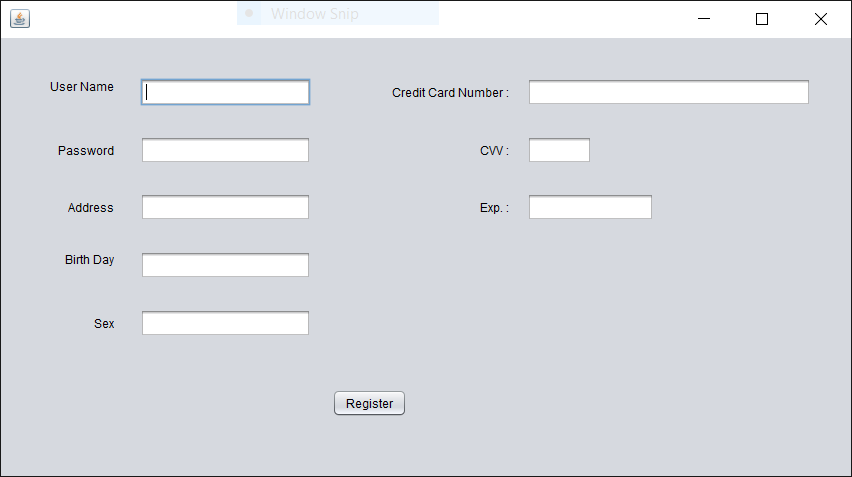 Window Snip
User Name
Credit Card Number :
Password
CVV :
Address
Exp. :
Birth Day
Sex
Register